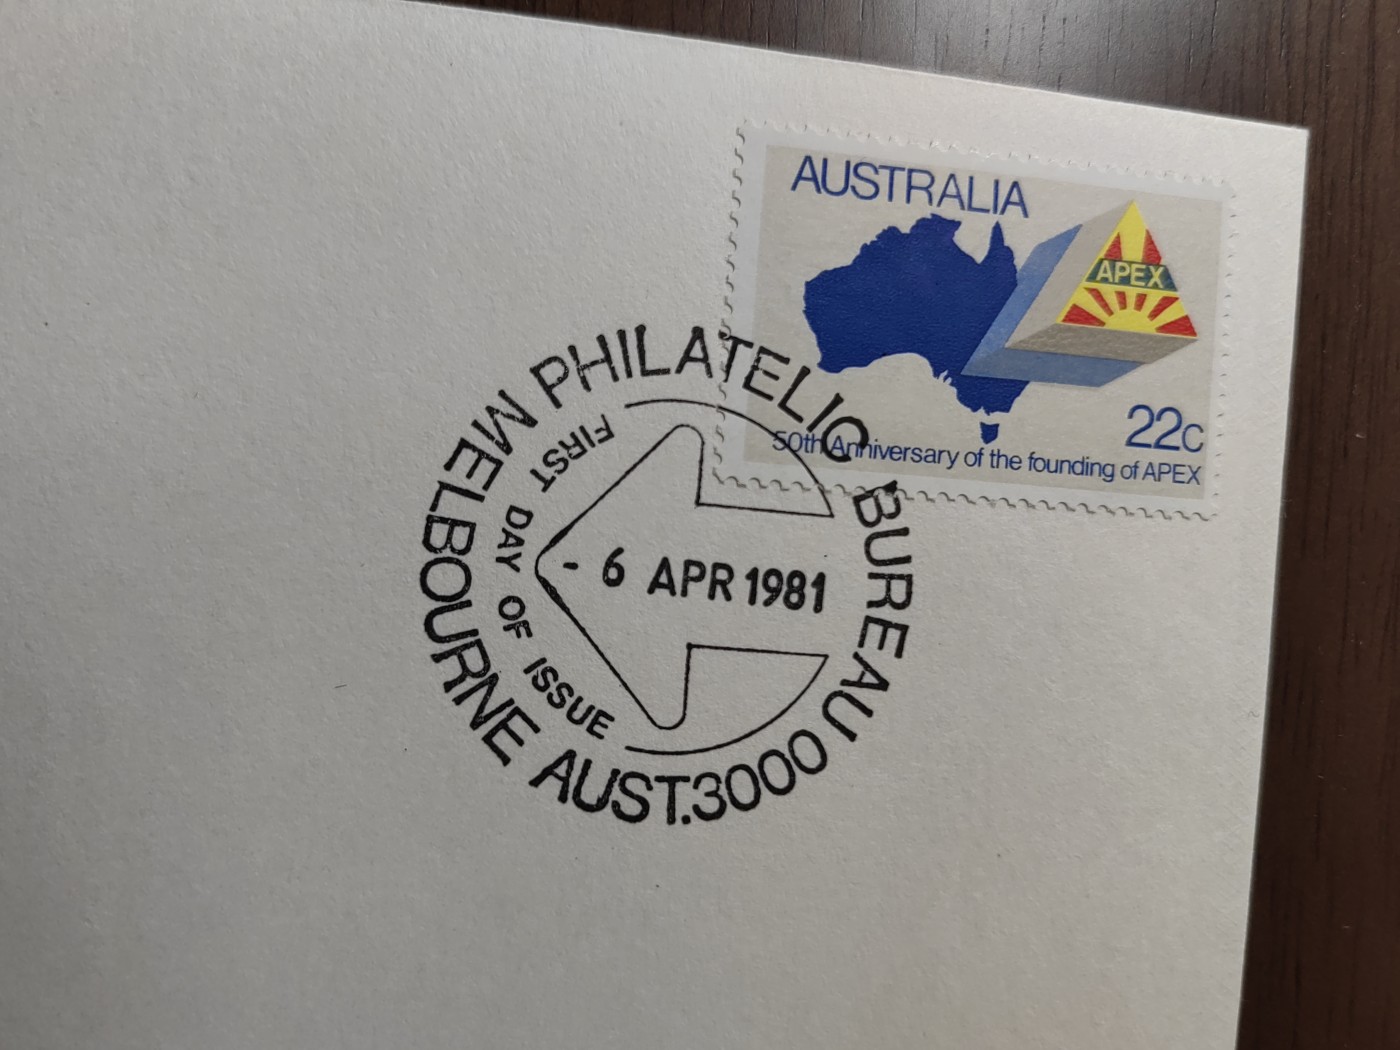 AUSTRALIA
APEX
22c
50th Anniversary of the founding of APEX
MELBOURNE PHILATELIC BUREAU
AUST.3000
FIRST DAY OF ISSUE
- 6 APR 1981